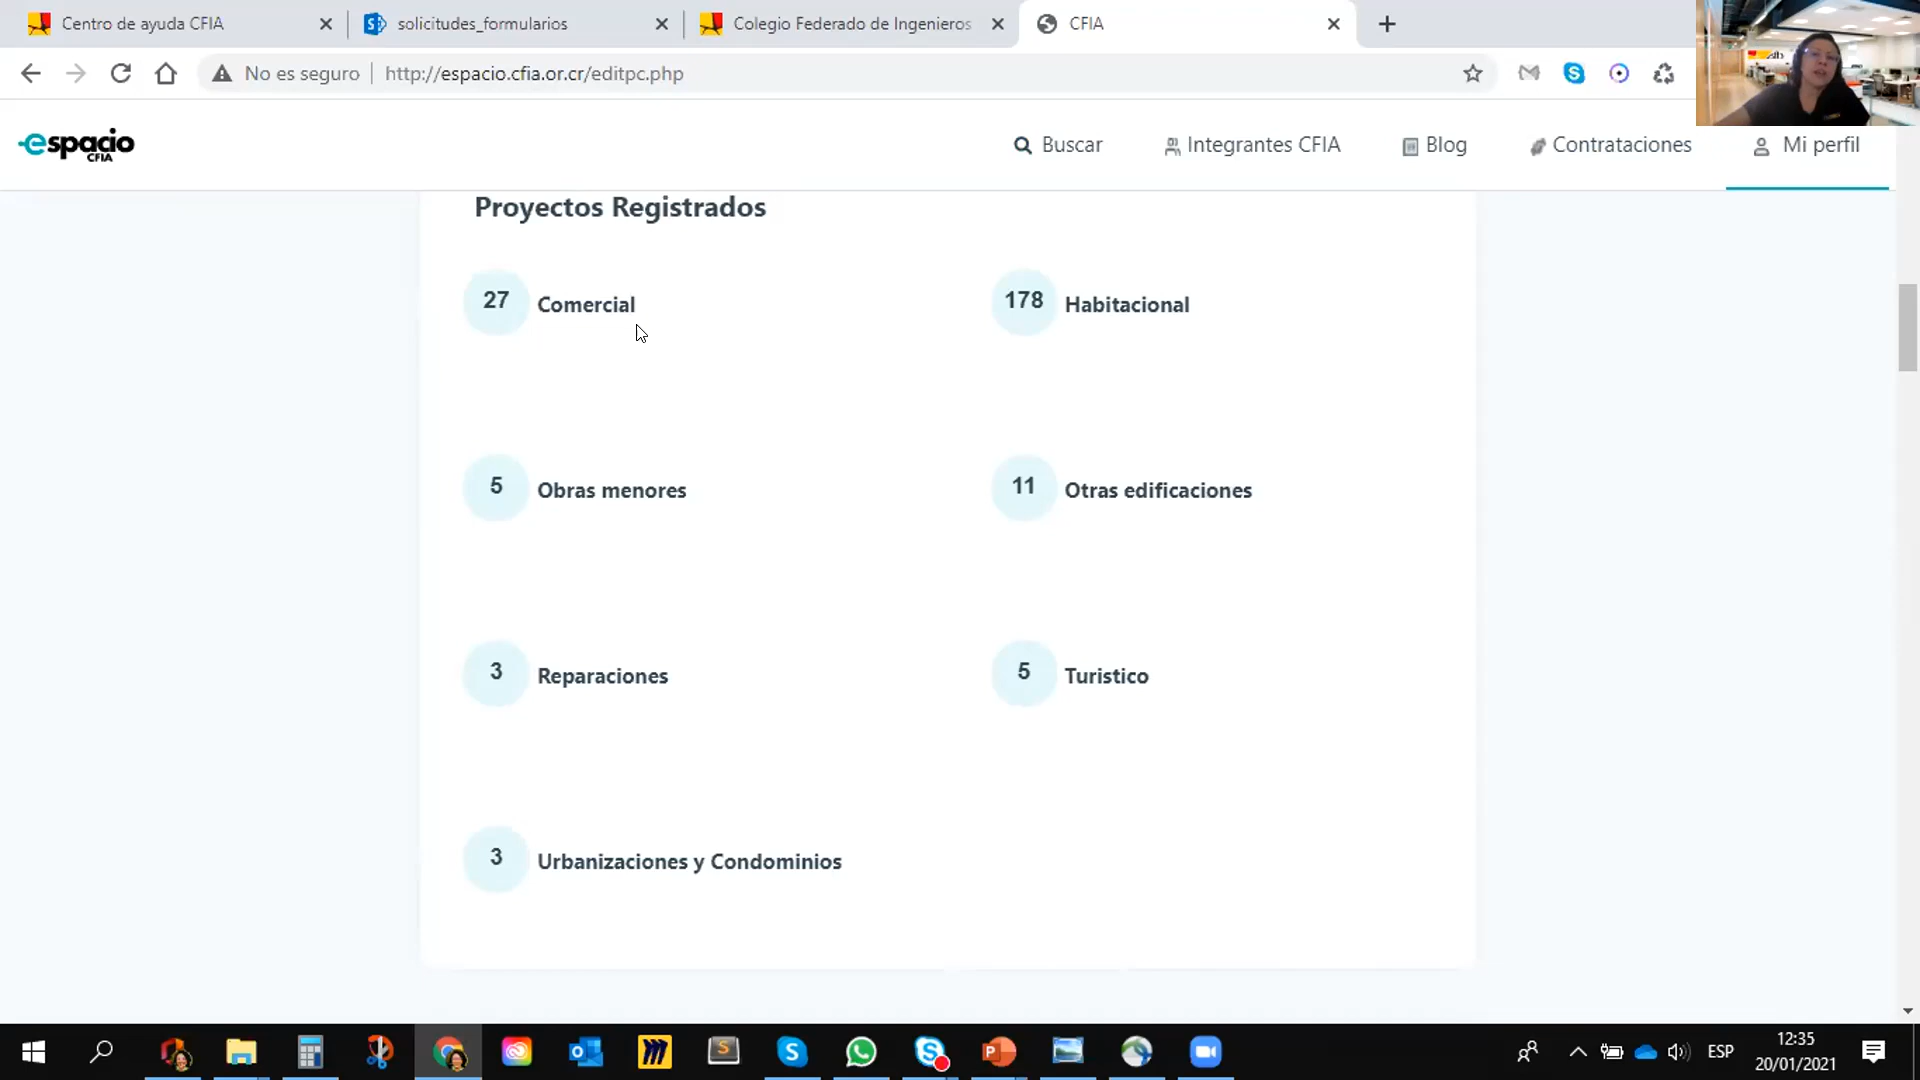 Centro de ayuda CFIA
solicitudes_formularios
Colegio Federado de Ingenieros
CFIA
No es seguro
http://espacio.cfia.or.cr/editpc.php
espacio
CFIA
Buscar
Integrantes CFIA
Blog
Contrataciones
Mi perfil
Proyectos Registrados
27 Comercial
178 Habitacional
5 Obras menores
11 Otras edificaciones
3 Reparaciones
5 Turistico
3 Urbanizaciones y Condominios
ESP
12:35
20/01/2021